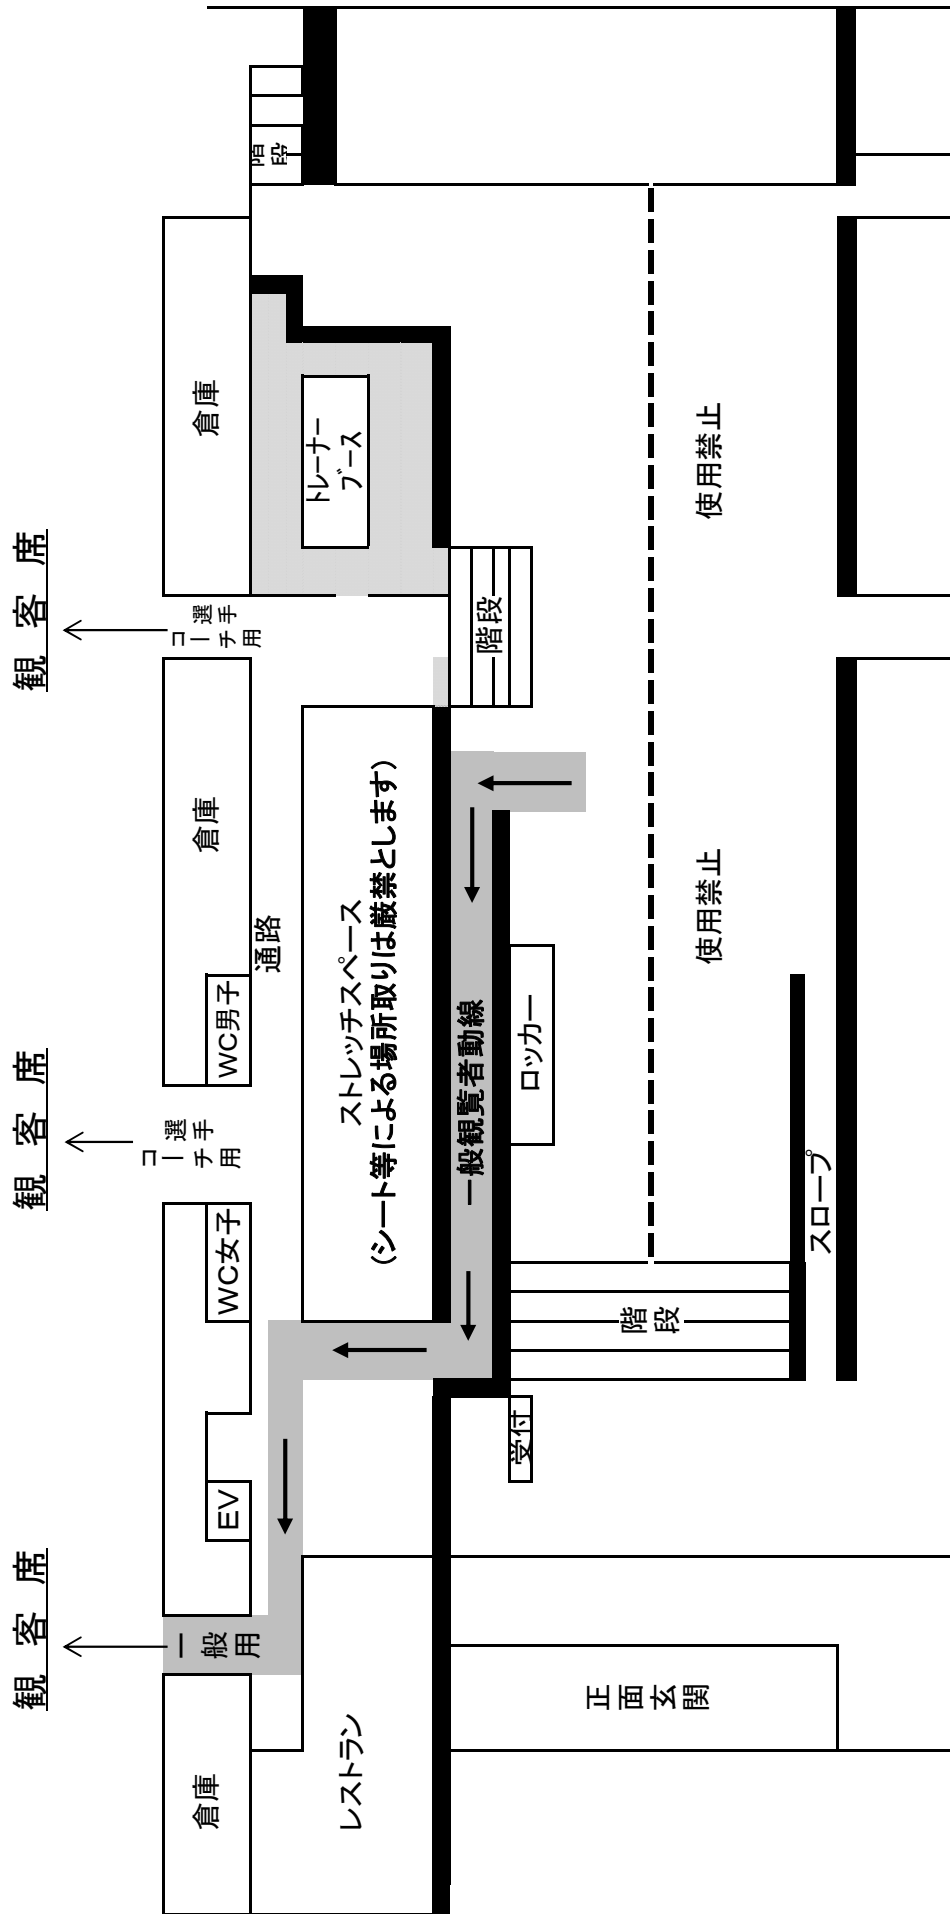 観 客 席
観 客 席
観 客 席
倉庫
一般用
EV
WC女子
選手
コーチ用
WC男子
倉庫
選手
コーチ用
倉庫
階段
通路
レストラン
ストレッチスペース
(シート等による場所取りは厳禁とします)
トレーナー
ブース
一般観覧者動線
階段
受付
ロッカー
正面玄関
階段
使用禁止
使用禁止
スロープ